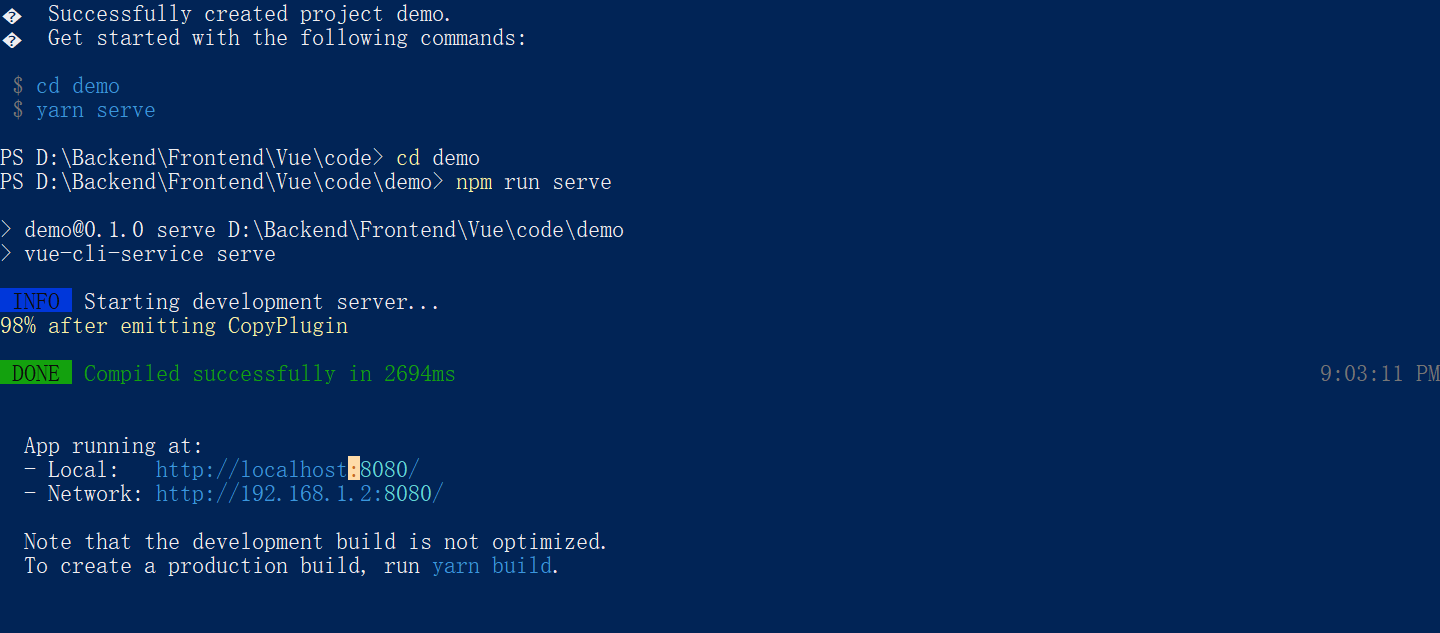 � Successfully created project demo.
� Get started with the following commands:
$ cd demo
$ yarn serve
PS D:\Backend\Frontend\Vue\code> cd demo
PS D:\Backend\Frontend\Vue\code\demo> npm run serve
> demo@0.1.0 serve D:\Backend\Frontend\Vue\code\demo
> vue-cli-service serve
INFO Starting development server...
98% after emitting CopyPlugin
DONE Compiled successfully in 2694ms 9:03:11 PM
App running at:
- Local: http://localhost:8080/
- Network: http://192.168.1.2:8080/
Note that the development build is not optimized.
To create a production build, run yarn build.